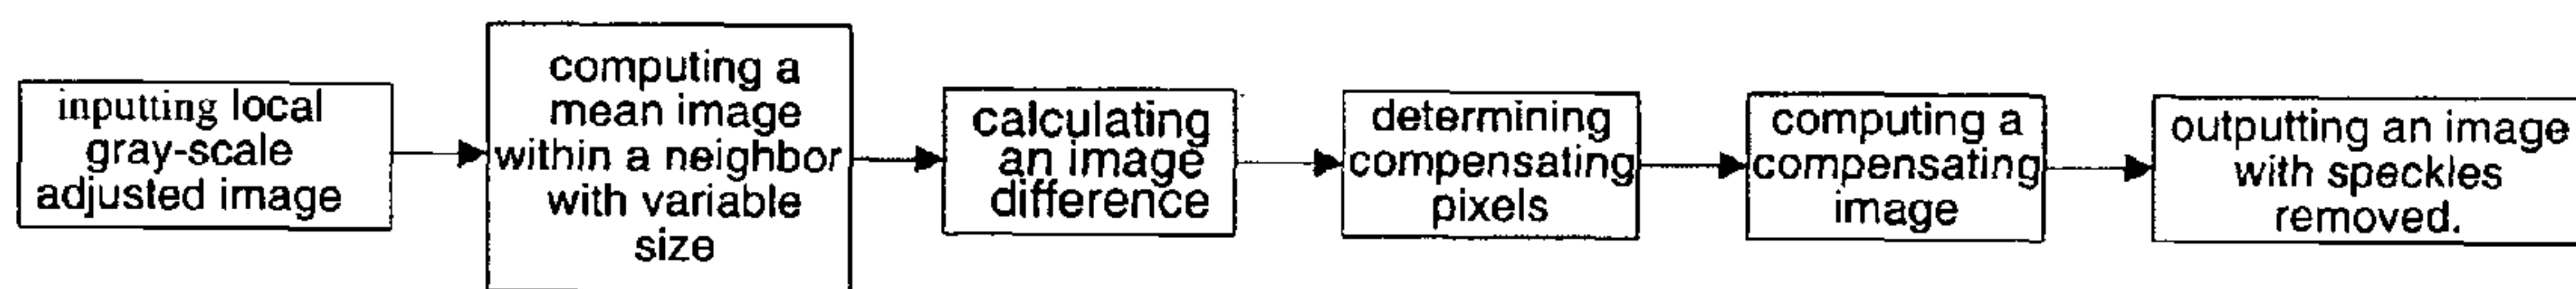 inputting local
gray-scale
adjusted image
computing a
mean image
within a neighbor
with variable
size
calculating
an image
difference
determining
compensating
pixels
computing a
compensating
image
outputting an image
with speckles
removed.